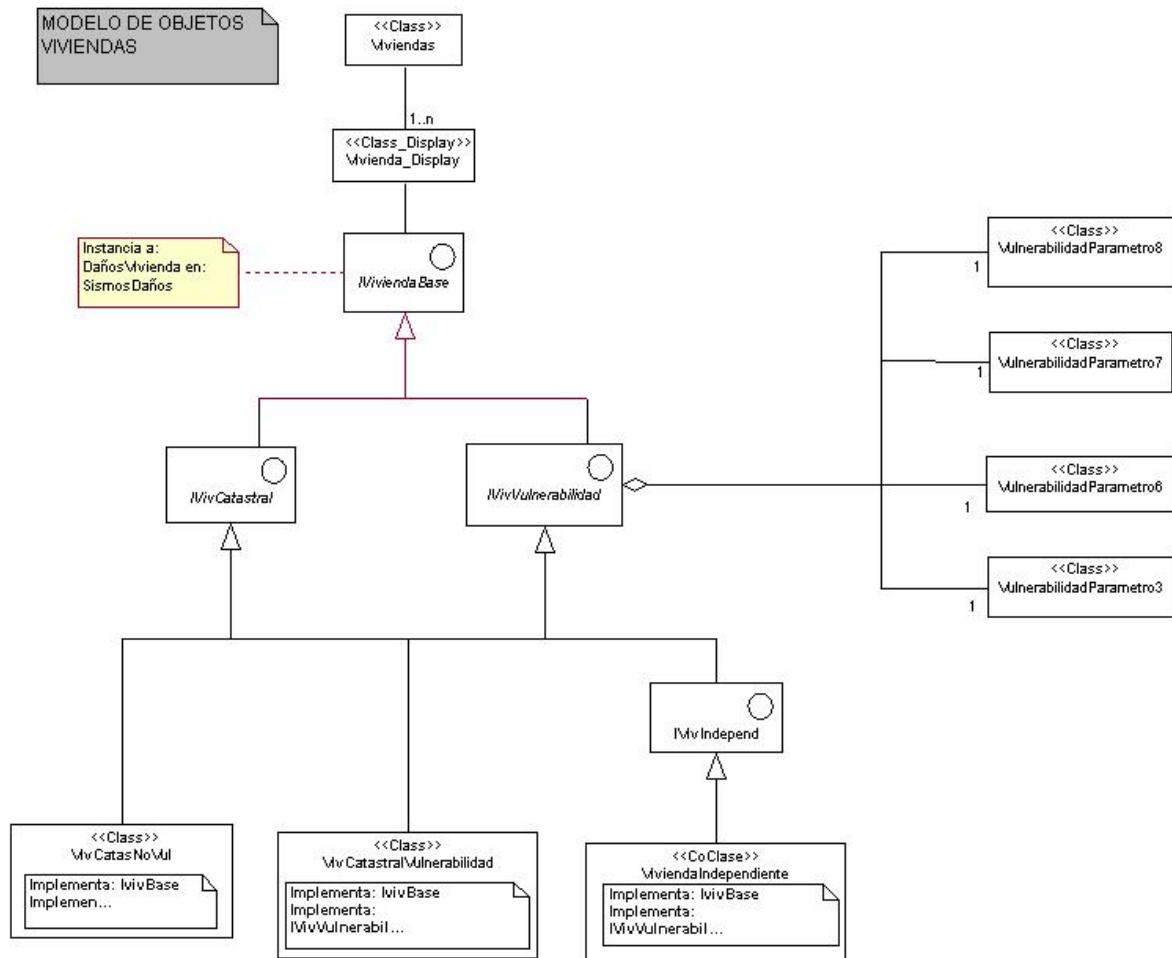 MODELO DE OBJETOS
VIVIENDAS
<<Class>>
Viviendas
1..n
<<Class_Display>>
Vivienda_Display
Instancia a:
DañosVivienda en:
SismosDaños
IViviendaBase
<<Class>>
VulnerabilidadParametro8
1
<<Class>>
VulnerabilidadParametro7
1
IVivCatastral
IVivVulnerabilidad
<<Class>>
VulnerabilidadParametro6
1
<<Class>>
VulnerabilidadParametro3
1
IVivIndepend
<<Class>>
VivCatasNoVul
Implementa: IvivBase
Implemen...
<<Class>>
VivCatastralVulnerabilidad
Implementa: IvivBase
Implementa:
IVivVulnerabil...
<<CoClase>>
ViviendaIndependiente
Implementa: IvivBase
Implementa:
IVivVulnerabil...